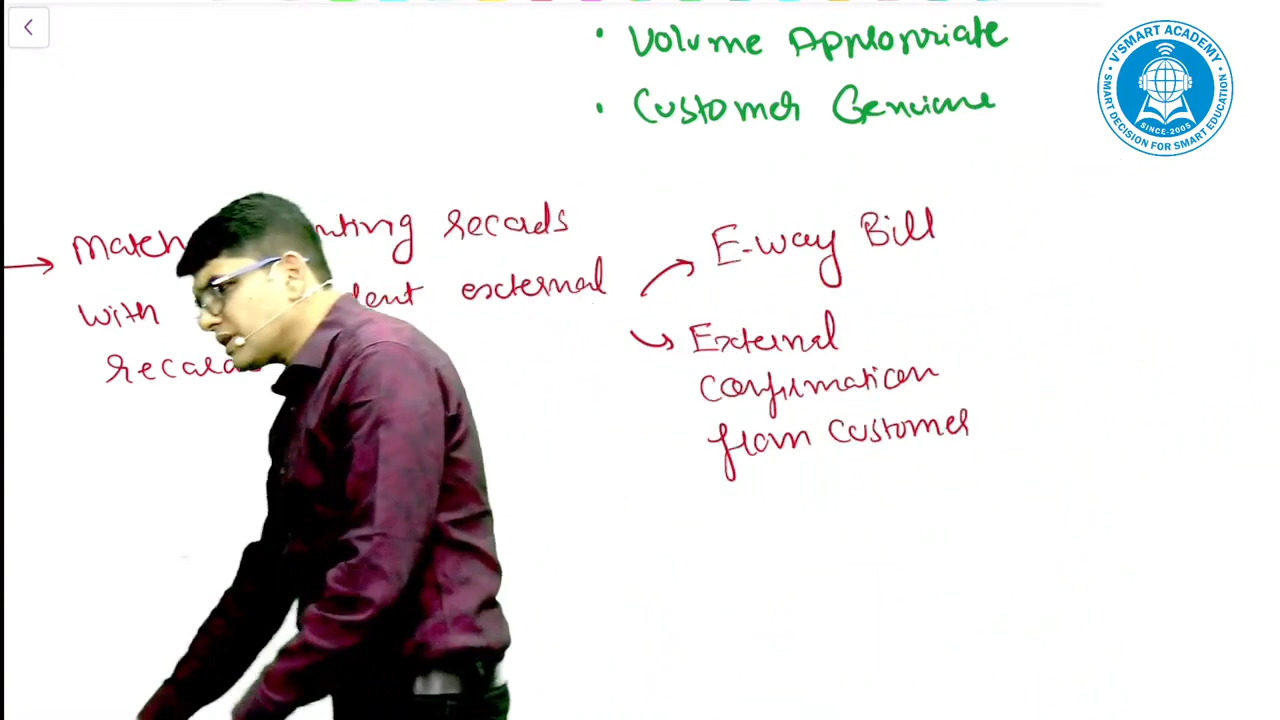 • Volume Appropriate
• Customer Genuine
V'SMART ACADEMY
SINCE-2005
SMART DECISION FOR SMART EDUCATION
→ Match nting records
with dent external
records
E-way Bill
External
confirmation
from customer